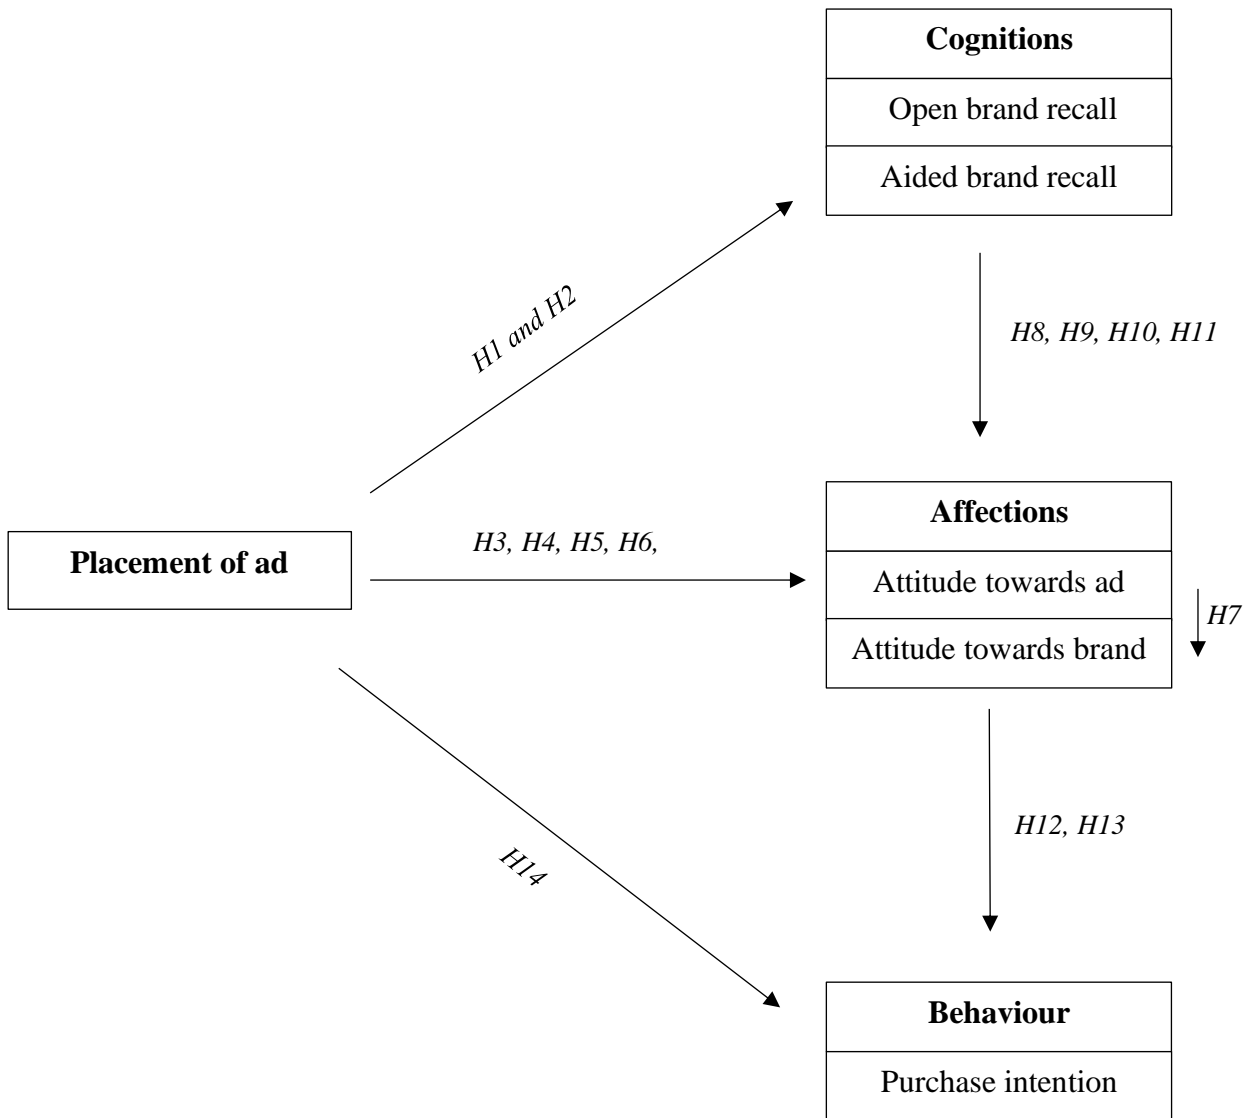 Cognitions
Open brand recall
Aided brand recall
H1 and H2
H8, H9, H10, H11
Placement of ad
H3, H4, H5, H6,
Affections
Attitude towards ad
Attitude towards brand
H7
H12, H13
H14
Behaviour
Purchase intention